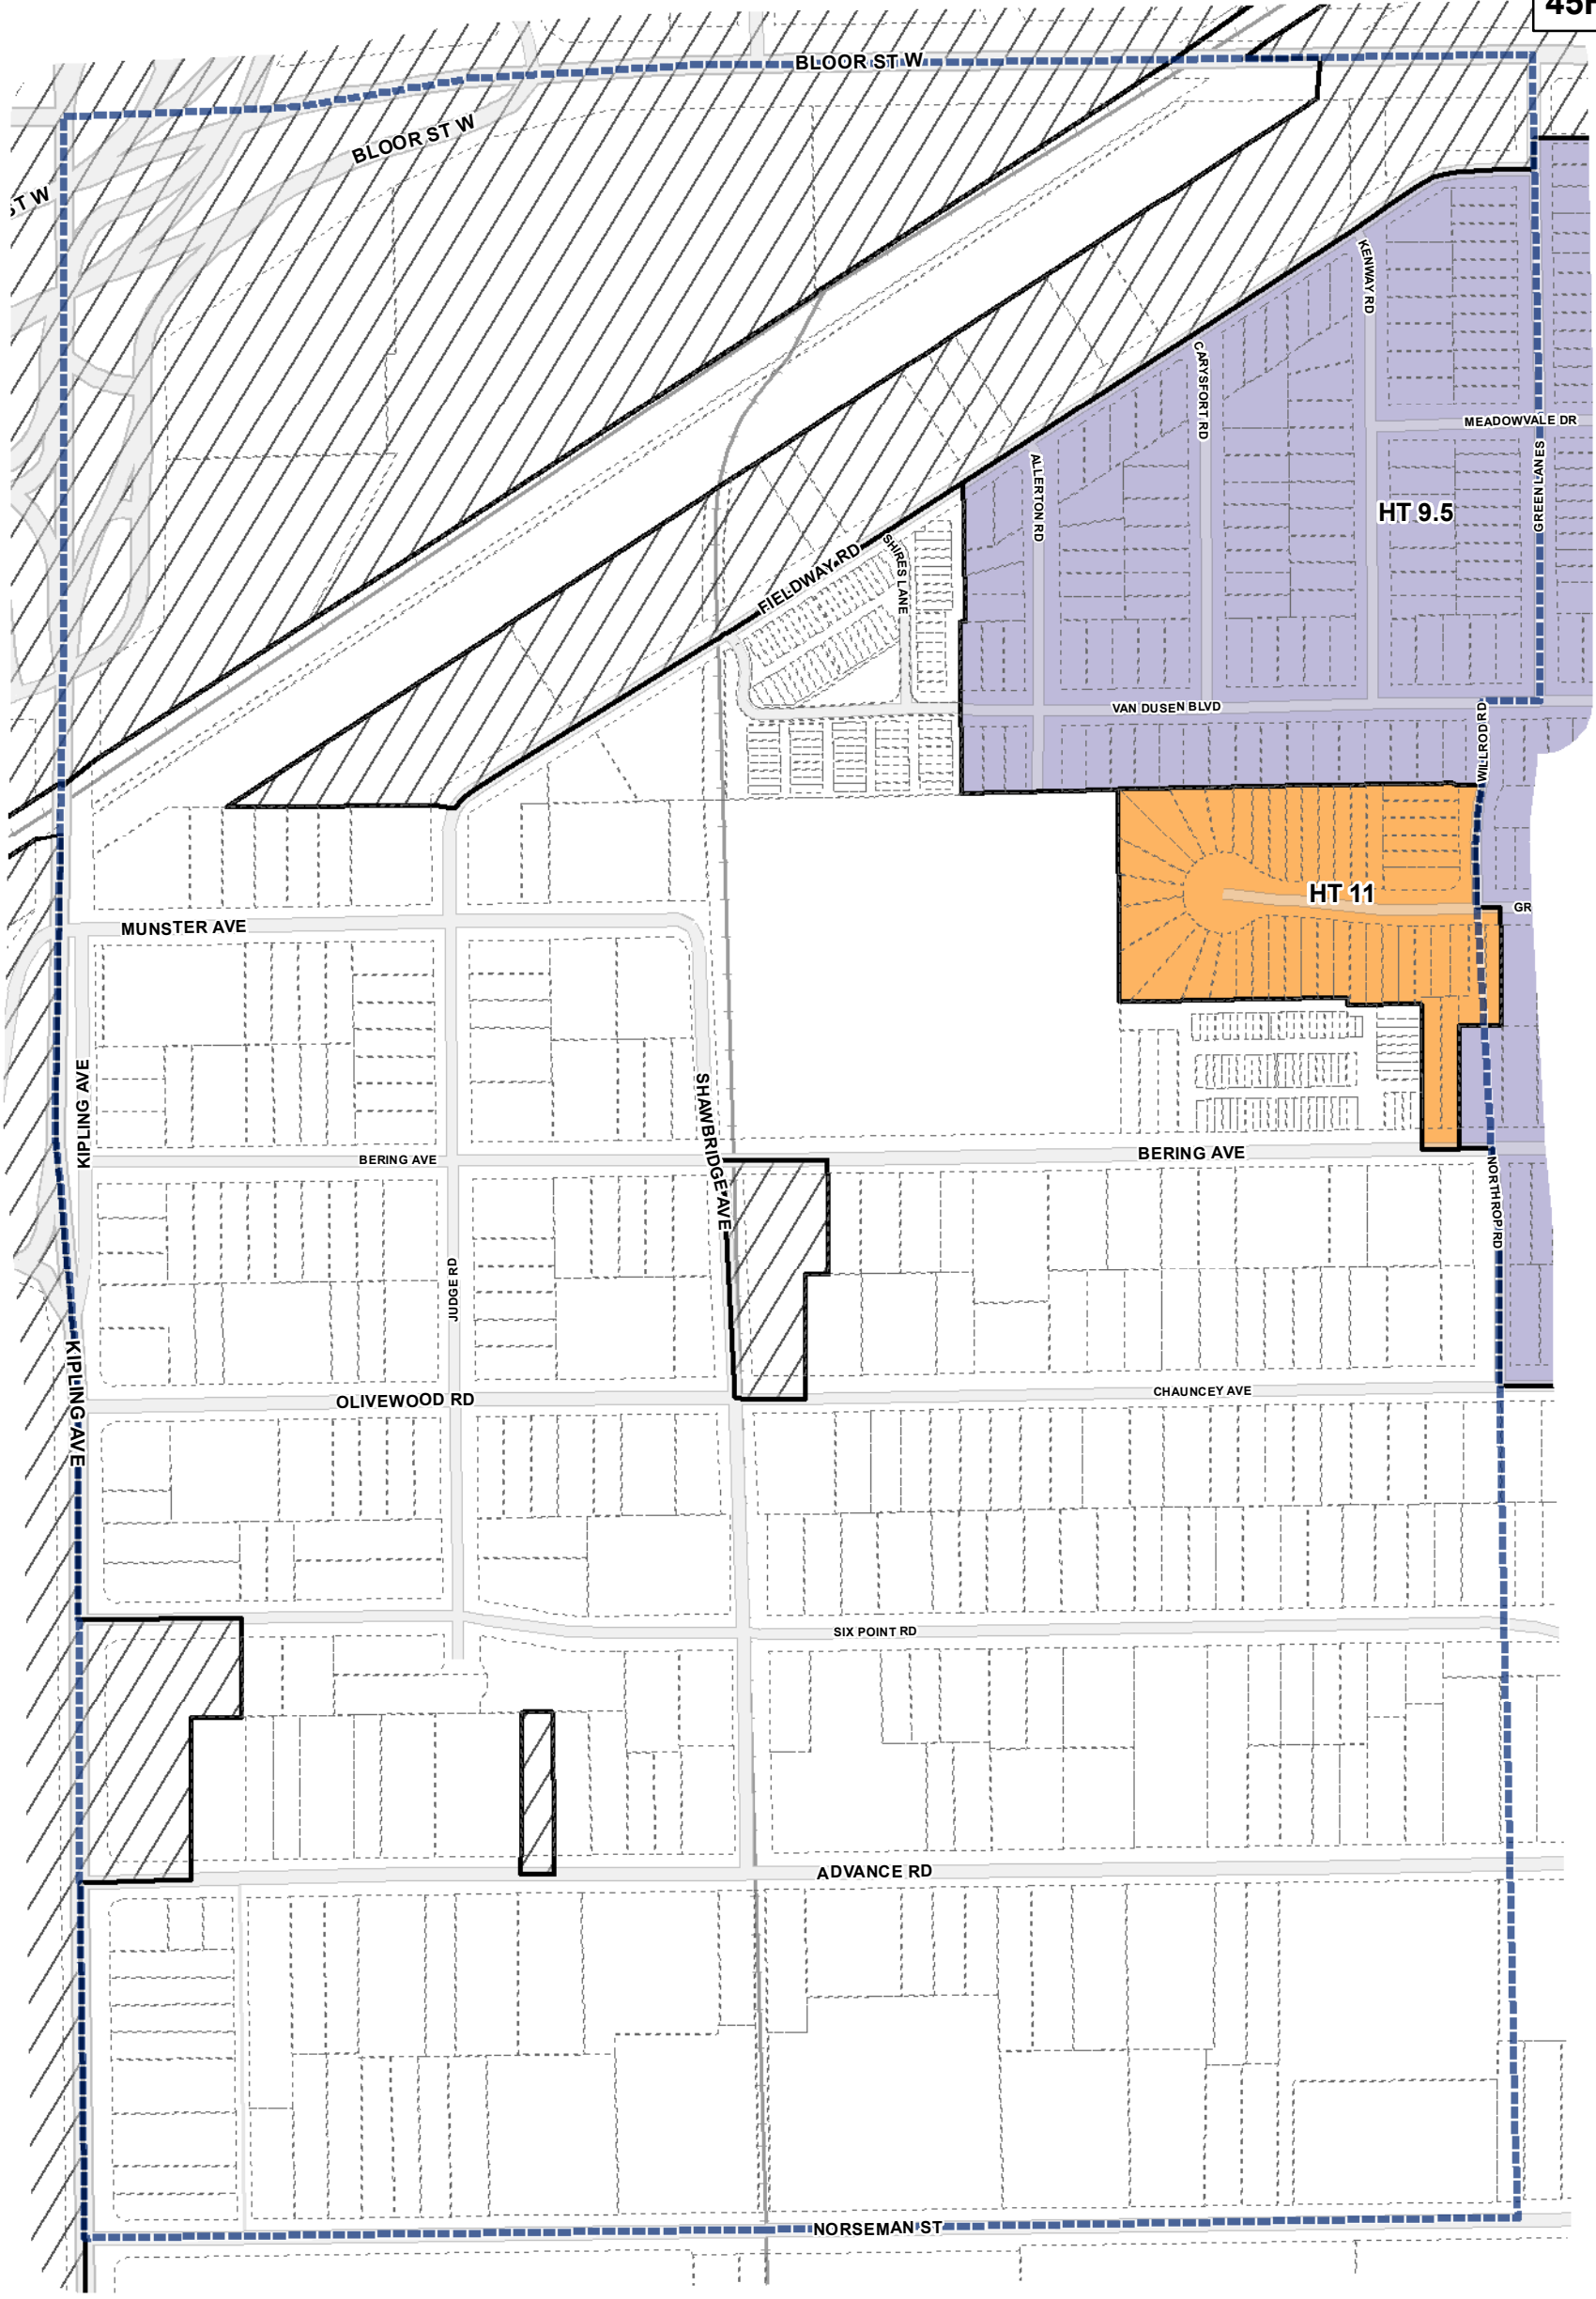 45H
BLOOR ST W
BLOOR ST W
ST W
KENWAY RD
CARYSFORT RD
MEADOWVALE DR
ALLERTON RD
GREEN LANES
HT 9.5
SHIRES LANE
FIELDWAY RD
VAN DUSEN BLVD
WILLROD RD
HT 11
GR
MUNSTER AVE
KIPLING AVE
SHAWBRIDGE AVE
BERING AVE
BERING AVE
NORTHROP RD
JUDGE RD
KIPLING AVE
OLIVEWOOD RD
CHAUNCEY AVE
SIX POINT RD
ADVANCE RD
NORSEMAN ST